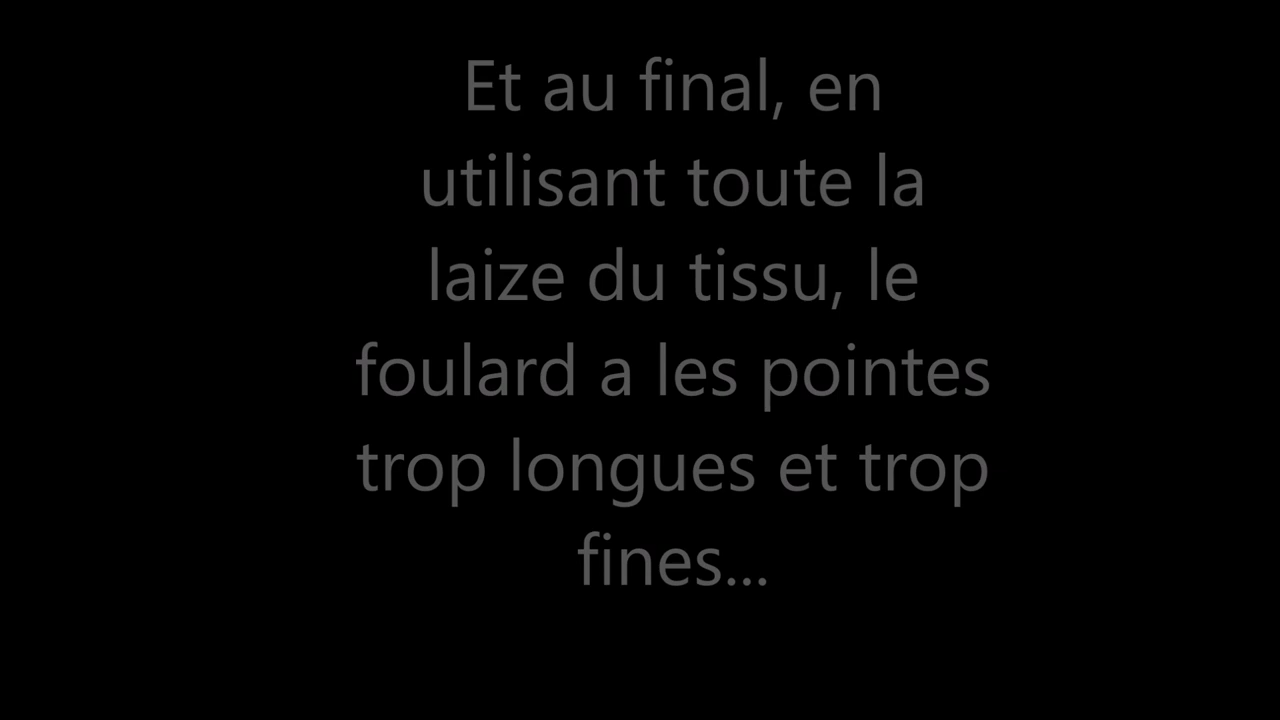 Et au final, en
utilisant toute la
laize du tissu, le
foulard a les pointes
trop longues et trop
fines...